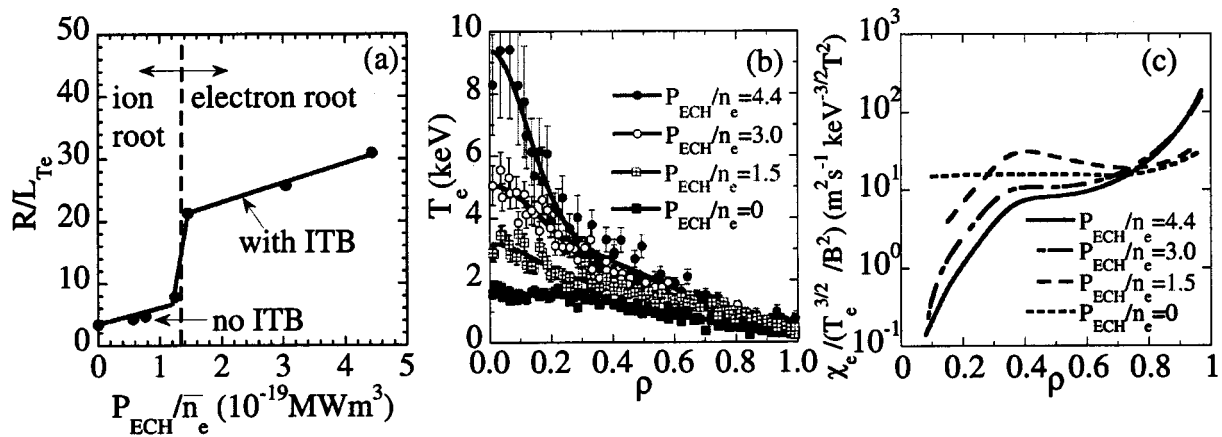 50
40
30
20
10
0
R/L_Te
(a)
ion
root
electron root
with ITB
no ITB
0 1 2 3 4 5
P_ECH/n̅_e (10^-19 MWm^3)
10
8
6
4
2
0
T_e (keV)
(b)
P_ECH/n_e=4.4
P_ECH/n_e=3.0
P_ECH/n_e=1.5
P_ECH/n_e=0
0.0 0.2 0.4 0.6 0.8 1.0
ρ
χ_e/(T_e^3/2/B^2) (m^2s^-1 keV^-3/2T^2)
10^2
10^1
10^0
10^-1
(c)
P_ECH/n_e=4.4
P_ECH/n_e=3.0
P_ECH/n_e=1.5
P_ECH/n_e=0
0 0.2 0.4 0.6 0.8 1
ρ